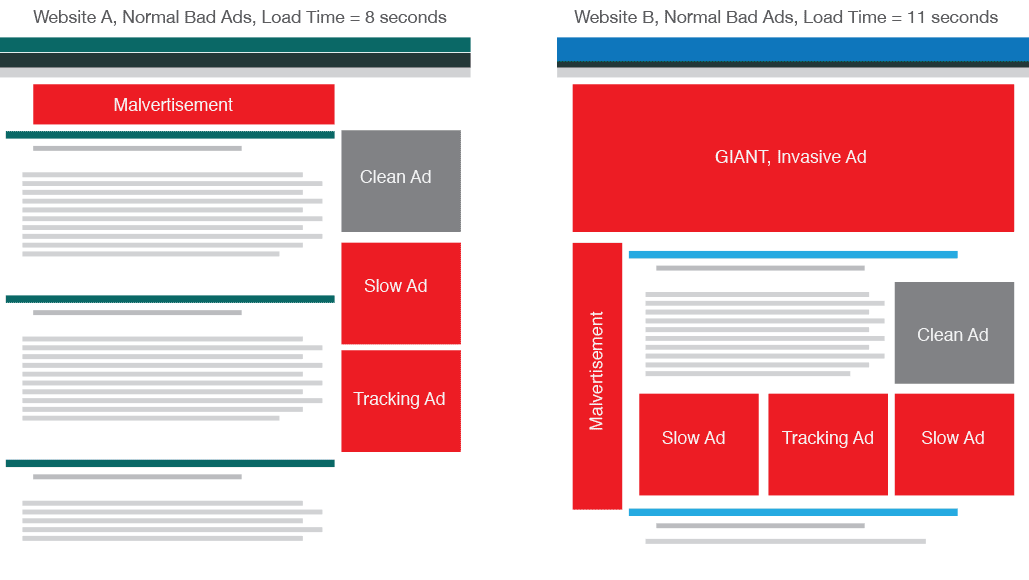 Website A, Normal Bad Ads, Load Time = 8 seconds
Malvertisement
Clean Ad
Slow Ad
Tracking Ad
Website B, Normal Bad Ads, Load Time = 11 seconds
GIANT, Invasive Ad
Malvertisement
Clean Ad
Slow Ad
Tracking Ad
Slow Ad